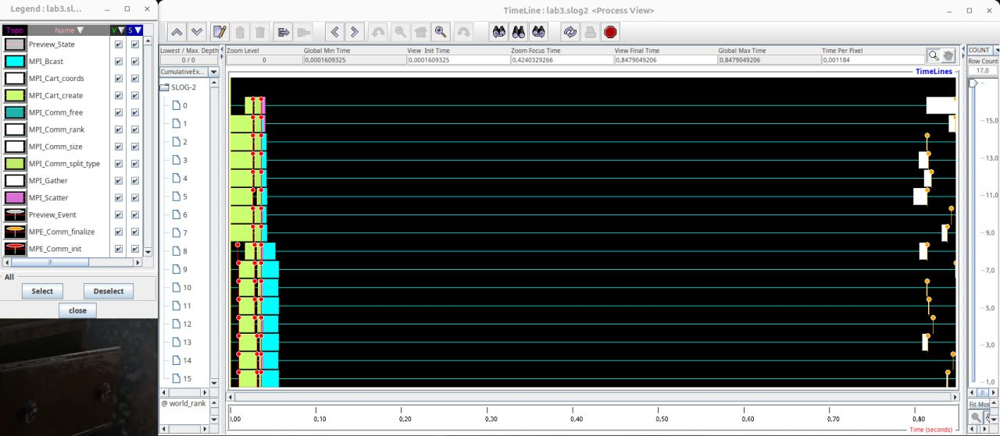 Legend : lab3.sl...
TimeLine : lab3.slog2 <Process View>
Topo Name V S
Preview_State
MPI_Bcast
MPI_Cart_coords
MPI_Cart_create
MPI_Comm_free
MPI_Comm_rank
MPI_Comm_size
MPI_Comm_split_type
MPI_Gather
MPI_Scatter
Preview_Event
MPE_Comm_finalize
MPE_Comm_init
All
Select Deselect
close
Lowest / Max. Depth
0 / 0
Zoom Level
0
Global Min Time
0,0001609325
View Init Time
0,0001609325
Zoom Focus Time
0,4240329266
View Final Time
0,8479049206
Global Max Time
0,8479049206
Time Per Pixel
0,001184
CumulativeEx...
TimeLines
SLOG-2
0
1
2
3
4
5
6
7
8
9
10
11
12
13
14
15
@ world_rank
COUNT
Row Count
17.0
15,0
13,0
11,0
9,0
7,0
5,0
3,0
1,0
Fit Mos
0,00 0,10 0,20 0,30 0,40 0,50 0,60 0,70 0,80
Time (seconds)